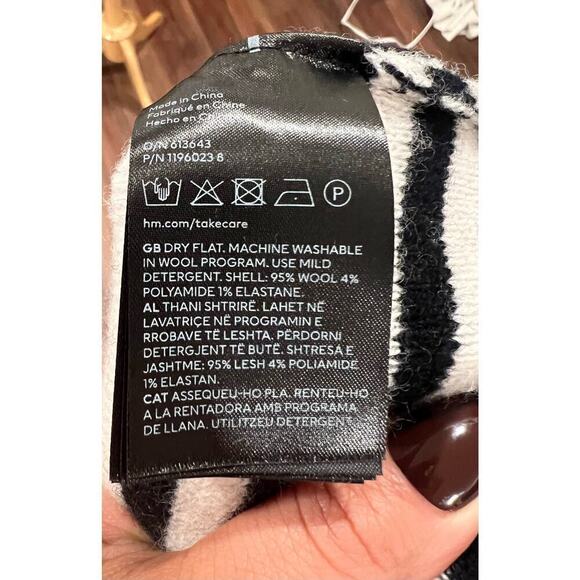 Made in China
Fabriqué en Chine
Hecho en
O/N 613643
P/N 1196023 8
P
hm.com/takecare
GB DRY FLAT. MACHINE WASHABLE
IN WOOL PROGRAM. USE MILD
DETERGENT. SHELL: 95% WOOL 4%
POLYAMIDE 1% ELASTANE.
AL THANI SHTRIRË. LAHET NË
LAVATRIÇE NË PROGRAMIN E
RROBAVE TË LESHTA. PËRDORNI
DETERGJENT TË BUTË. SHTRESA E
JASHTME: 95% LESH 4% POLIAMIDE
1% ELASTAN.
CAT ASSEQUEU-HO PLA. RENTEU-HO
A LA RENTADORA AMB PROGRAMA
DE LLANA. UTILITZEU DETERGENT